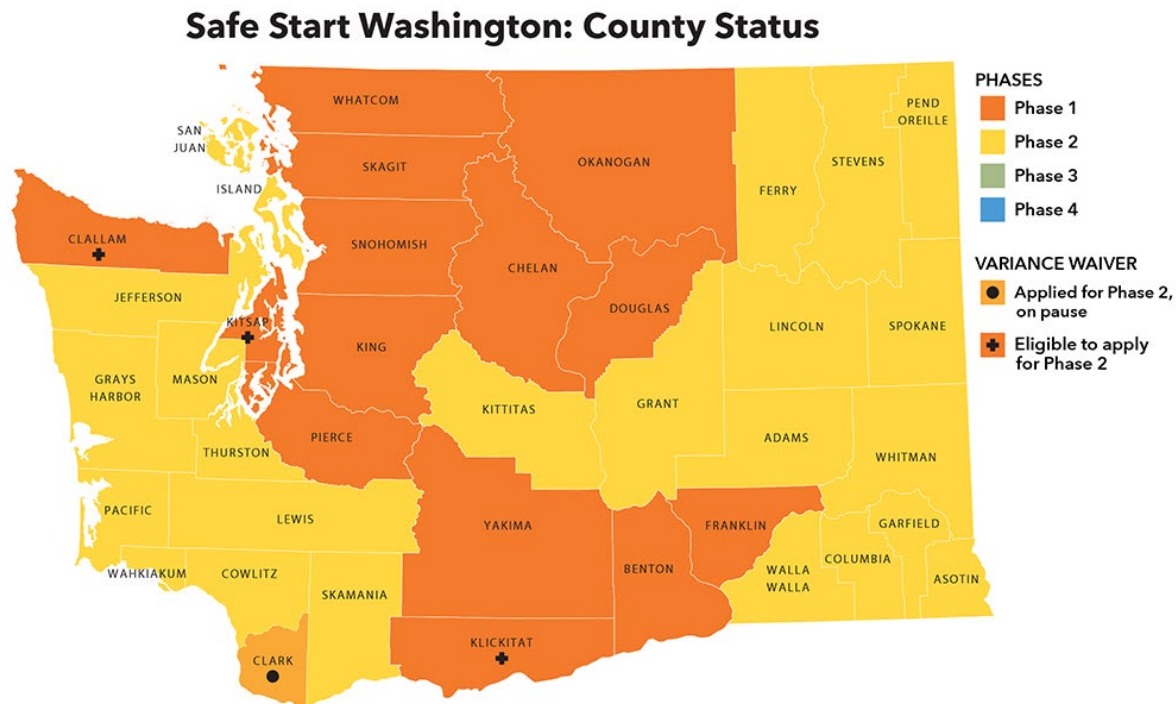 Safe Start Washington: County Status
WHATCOM
SAN
JUAN
SKAGIT
ISLAND
OKANOGAN
FERRY
STEVENS
PEND
OREILLE
CLALLAM
SNOHOMISH
CHELAN
DOUGLAS
JEFFERSON
KITSAP
KING
LINCOLN
SPOKANE
GRAYS
HARBOR
MASON
KITTITAS
GRANT
PIERCE
THURSTON
ADAMS
WHITMAN
PACIFIC
LEWIS
YAKIMA
FRANKLIN
GARFIELD
BENTON
WALLA
WALLA
COLUMBIA
ASOTIN
WAHKIAKUM
COWLITZ
SKAMANIA
KLICKITAT
CLARK
PHASES
Phase 1
Phase 2
Phase 3
Phase 4
VARIANCE WAIVER
Applied for Phase 2,
on pause
Eligible to apply
for Phase 2